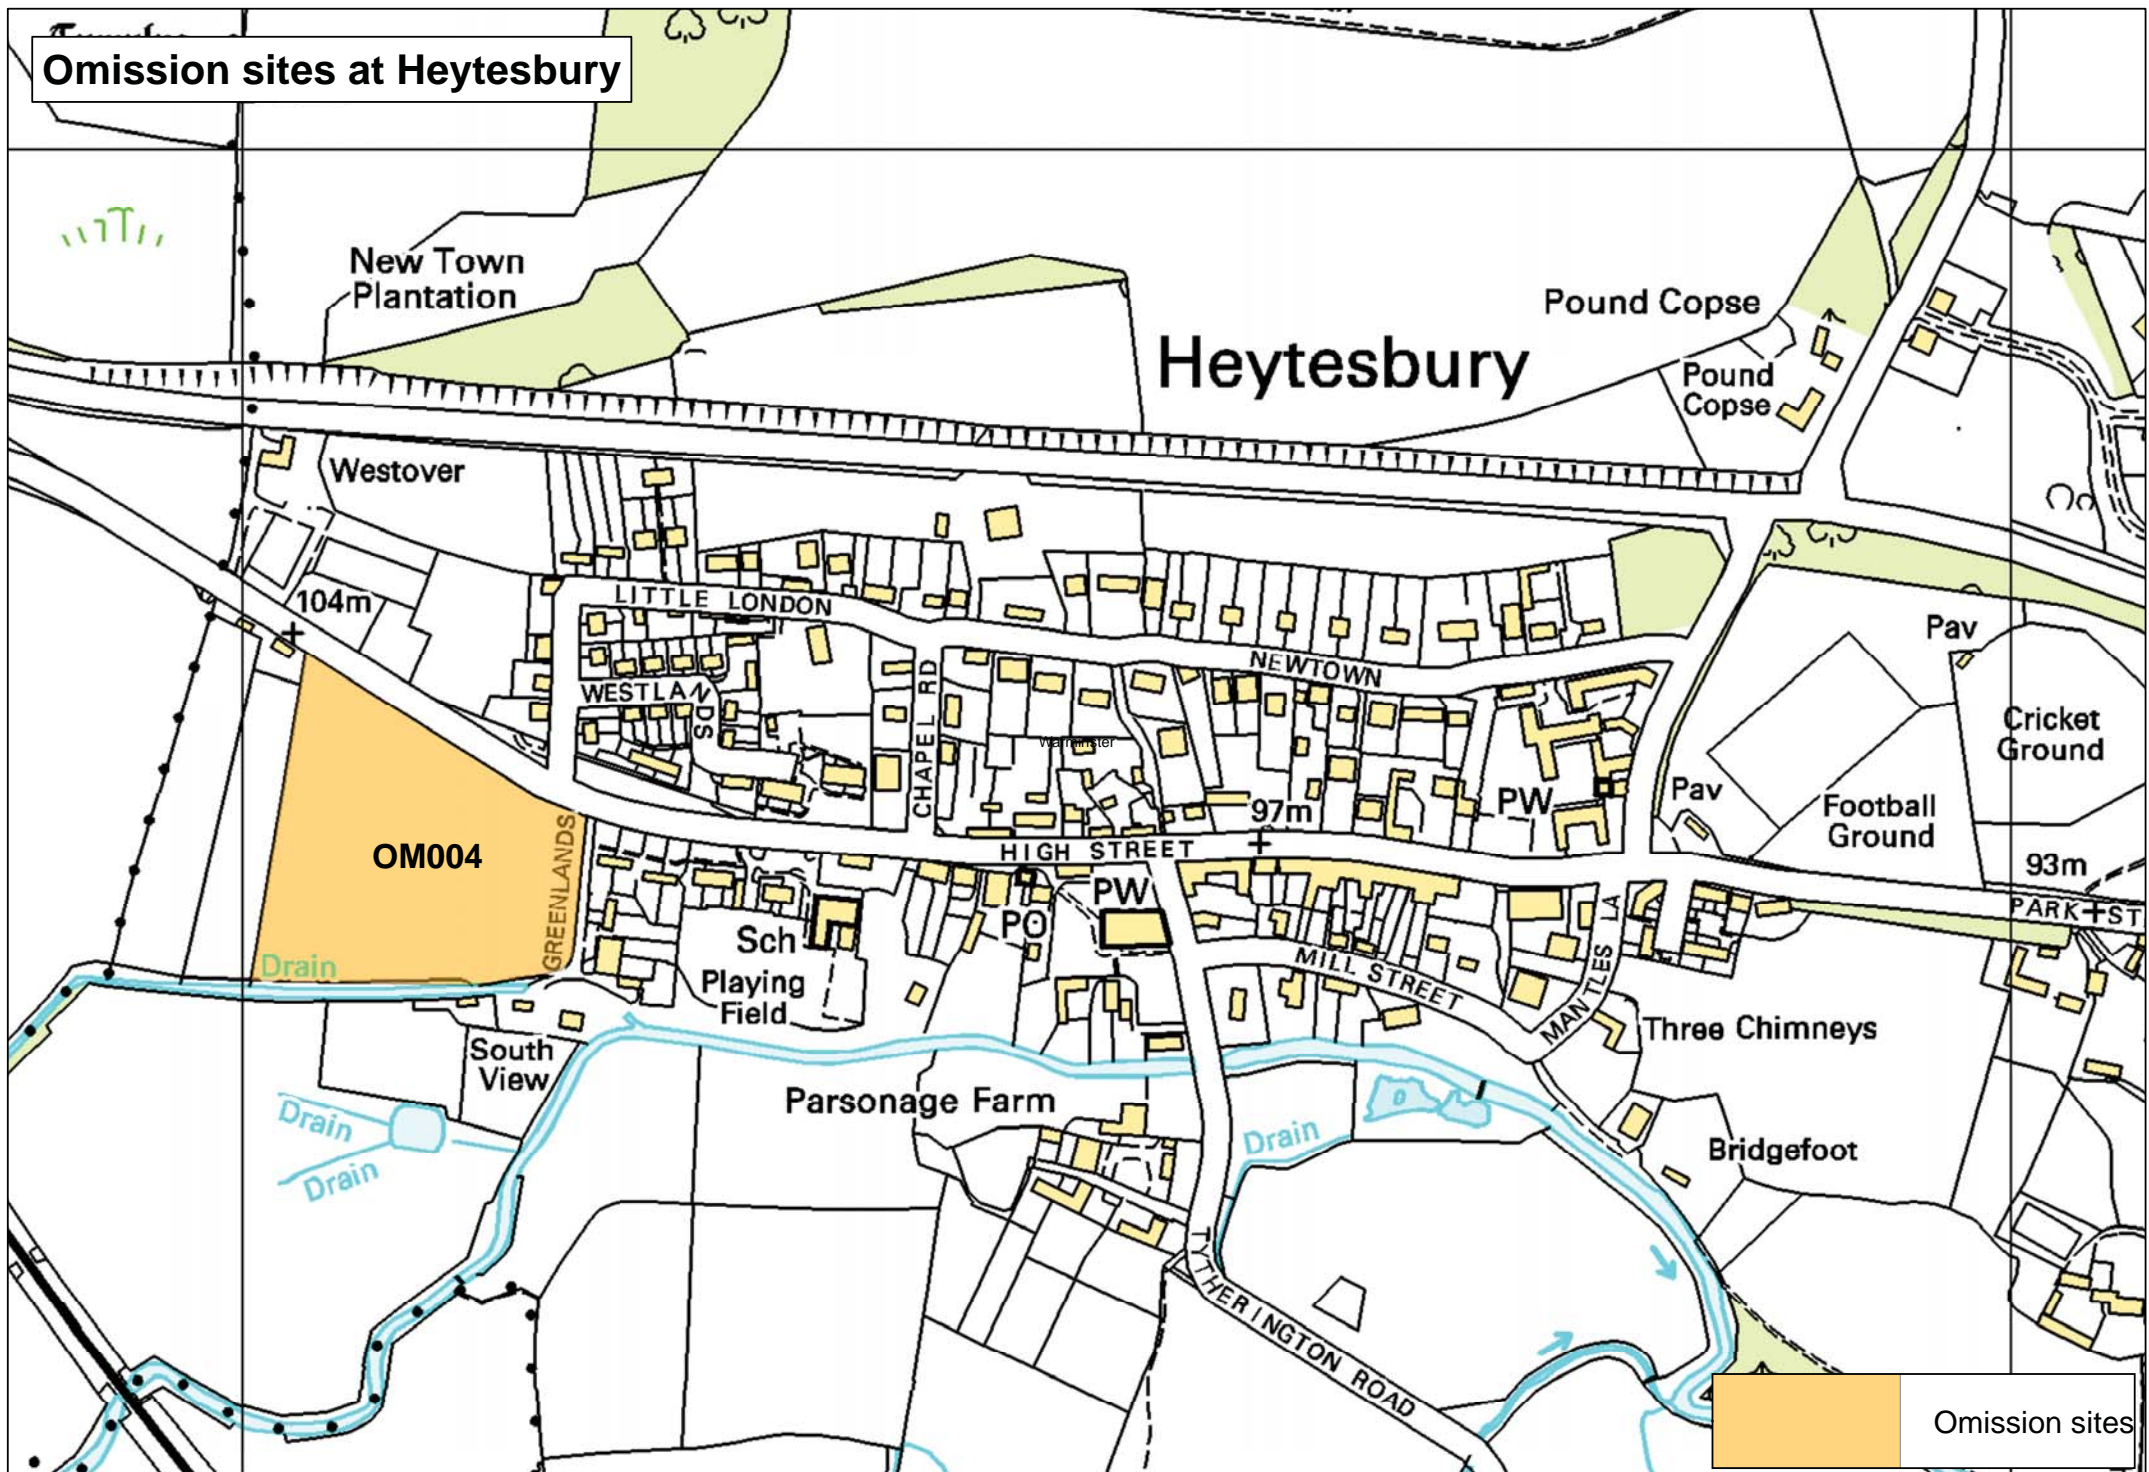 Omission sites at Heytesbury
New Town
Plantation
Pound Copse
Heytesbury
Pound
Copse
Westover
104m
LITTLE LONDON
Pav
NEWTOWN
WESTLANDS
CHAPEL RD
Warminster
Cricket
Ground
Pav
PW
97m
Football
Ground
OM004
GREENLANDS
HIGH STREET
93m
PW
PARK ST
PO
Sch
MILL STREET
MANTLES LA
Drain
Playing
Field
Three Chimneys
South
View
Parsonage Farm
Drain
Drain
Drain
Bridgefoot
TYTHERINGTON ROAD
Omission sites